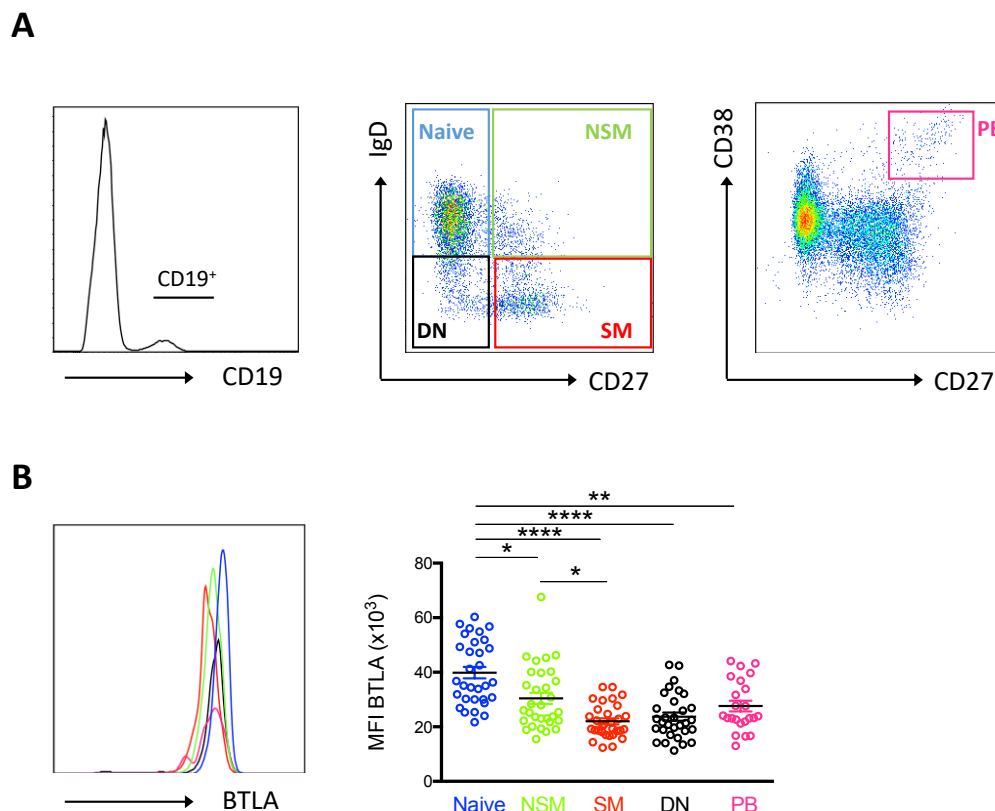 A
CD19⁺
CD19
IgD
Naive
NSM
DN
SM
CD27
CD38
PB
CD27
B
BTLA
MFI BTLA (x10³)
80
60
40
20
0
**
****
****
*
*
Naive NSM SM DN PB